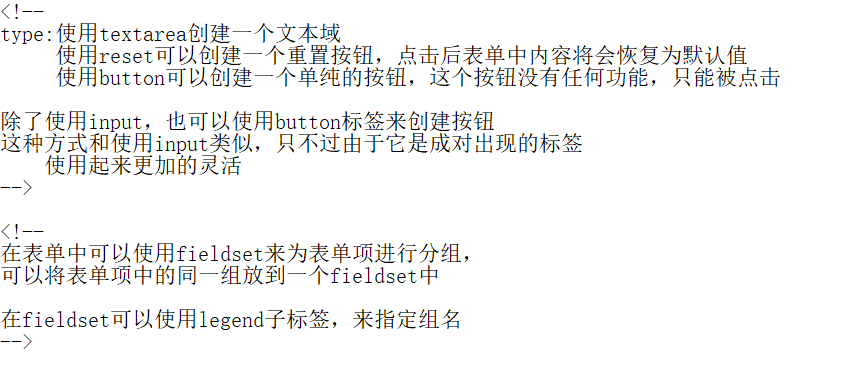 <!--
type:使用textarea创建一个文本域
使用reset可以创建一个重置按钮，点击后表单中内容将会恢复为默认值
使用button可以创建一个单纯的按钮，这个按钮没有任何功能，只能被点击
除了使用input，也可以使用button标签来创建按钮
这种方式和使用input类似，只不过由于它是成对出现的标签
使用起来更加的灵活
-->
<!--
在表单中可以使用fieldset来为表单项进行分组，
可以将表单项中的同一组放到一个fieldset中
在fieldset可以使用legend子标签，来指定组名
-->